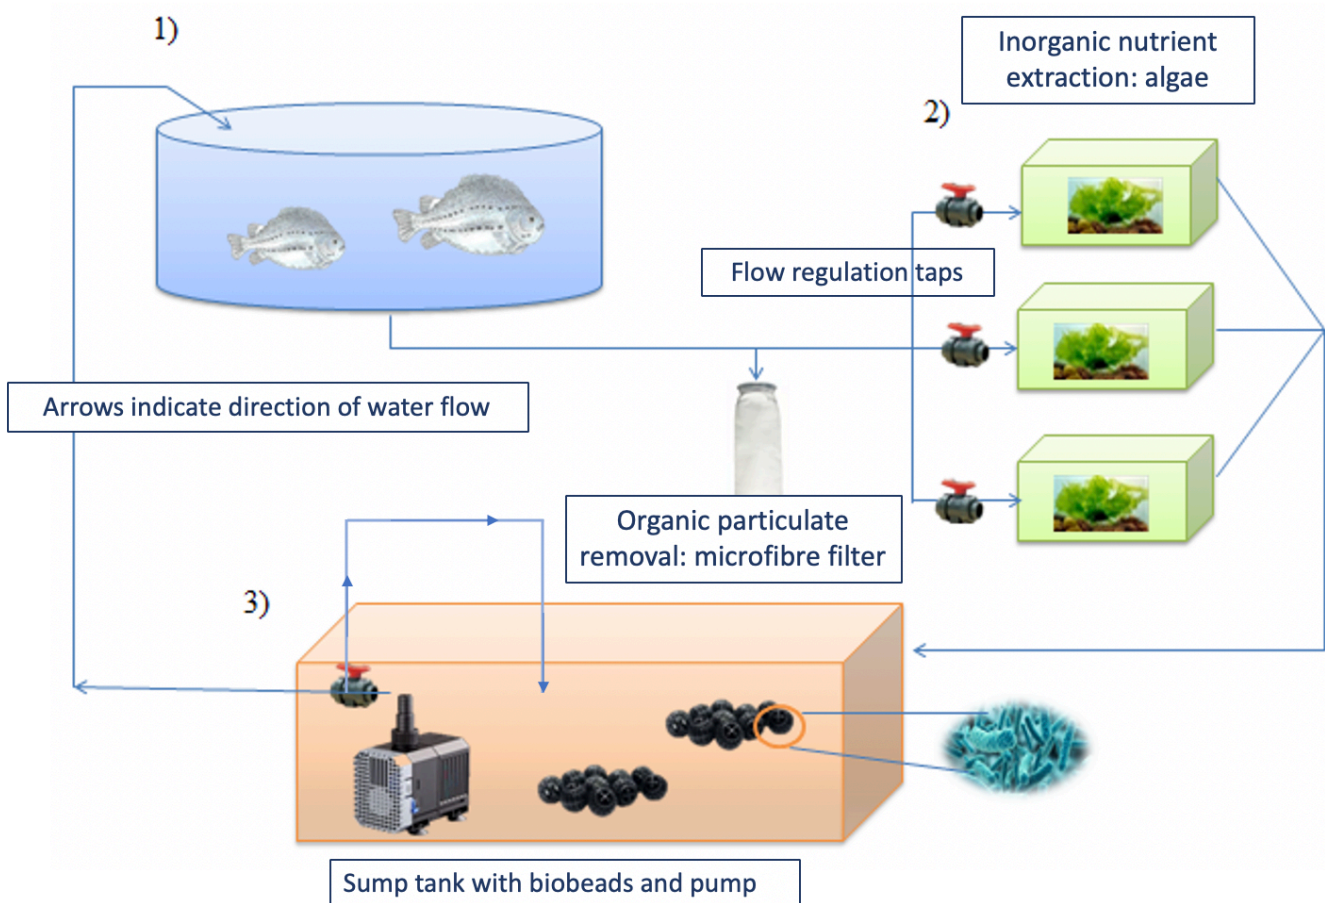 1)
Inorganic nutrient
extraction: algae
2)
Flow regulation taps
Arrows indicate direction of water flow
Organic particulate
removal: microfibre filter
3)
Sump tank with biobeads and pump